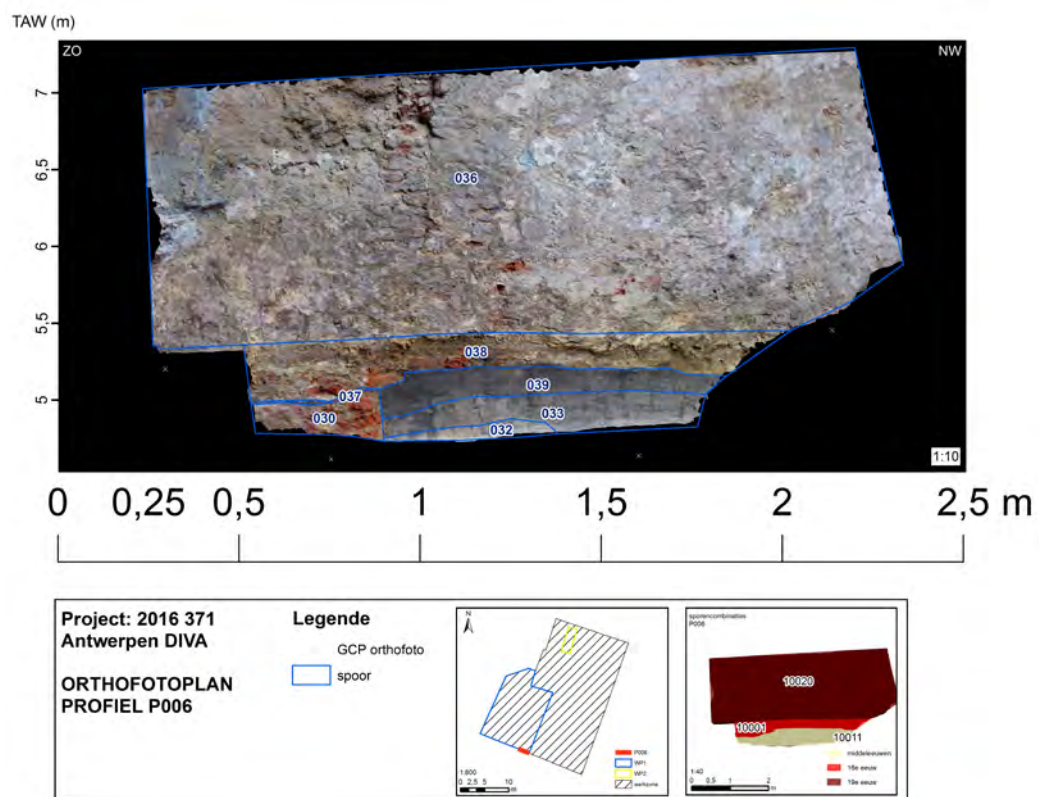 TAW (m)
ZO
NW
7
6.5
6
5.5
5
036
038
037
039
030
033
032
1:10
0 0,25 0,5 1 1,5 2 2,5 m
Project: 2016 371
Antwerpen DIVA
ORTHOFOTOPLAN
PROFIEL P006
Legende
GCP orthofoto
spoor
N
P006
WP1
WP2
werkzone
1:800
0 2,5 5 10
m
sporencombinaties
P006
10020
10001
10011
middeleeuwen
16e eeuw
19e eeuw
1:40
0 0,5 1 2
m